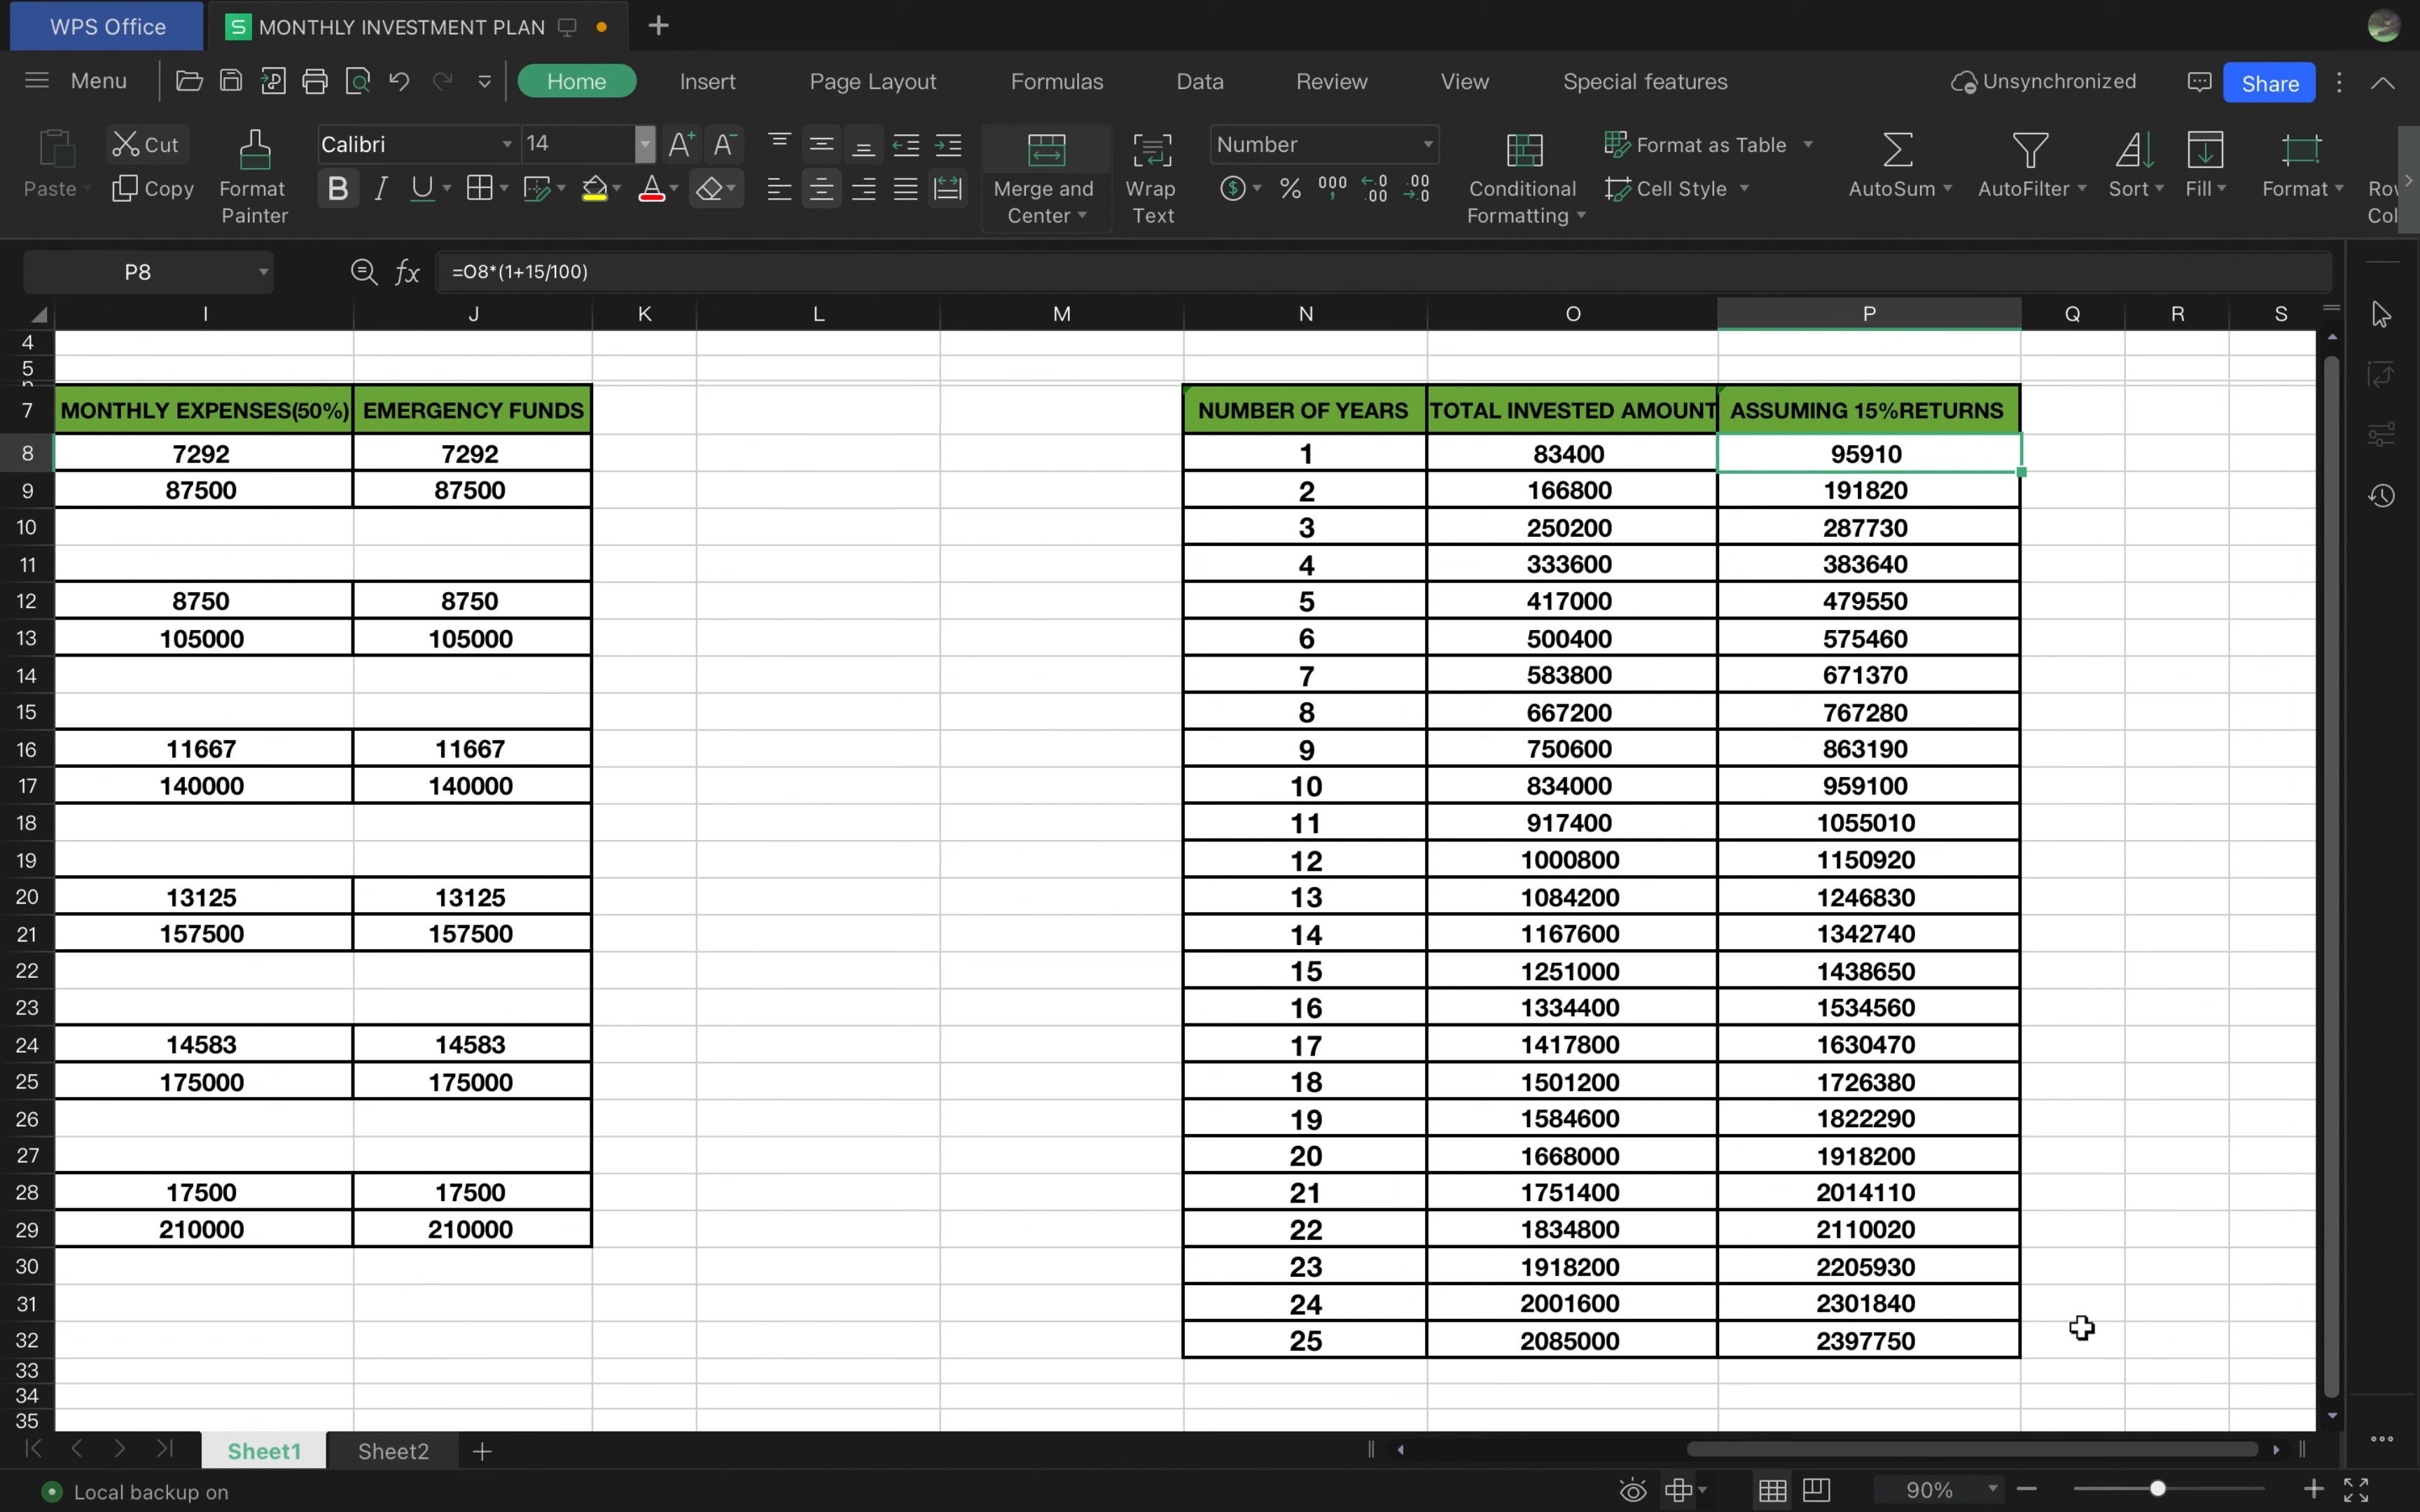 WPS Office
S MONTHLY INVESTMENT PLAN
Menu Home Insert Page Layout Formulas Data Review View Special features Unsynchronized Share
Cut Calibri 14 A+ A- Number Format as Table
Paste Copy Format Painter B I U A Merge and Center Wrap Text $ % 000 .00 .00 Conditional Formatting Cell Style AutoSum AutoFilter Sort Fill Format
P8 fx =O8*(1+15/100)
I J K L M N O P Q R S
4
5
7 MONTHLY EXPENSES(50%) EMERGENCY FUNDS NUMBER OF YEARS TOTAL INVESTED AMOUNT ASSUMING 15%RETURNS
8 7292 7292 1 83400 95910
9 87500 87500 2 166800 191820
10 3 250200 287730
11 4 333600 383640
12 8750 8750 5 417000 479550
13 105000 105000 6 500400 575460
14 7 583800 671370
15 8 667200 767280
16 11667 11667 9 750600 863190
17 140000 140000 10 834000 959100
18 11 917400 1055010
19 12 1000800 1150920
20 13125 13125 13 1084200 1246830
21 157500 157500 14 1167600 1342740
22 15 1251000 1438650
23 16 1334400 1534560
24 14583 14583 17 1417800 1630470
25 175000 175000 18 1501200 1726380
26 19 1584600 1822290
27 20 1668000 1918200
28 17500 17500 21 1751400 2014110
29 210000 210000 22 1834800 2110020
30 23 1918200 2205930
31 24 2001600 2301840
32 25 2085000 2397750
33
34
35
Sheet1 Sheet2
Local backup on 90%